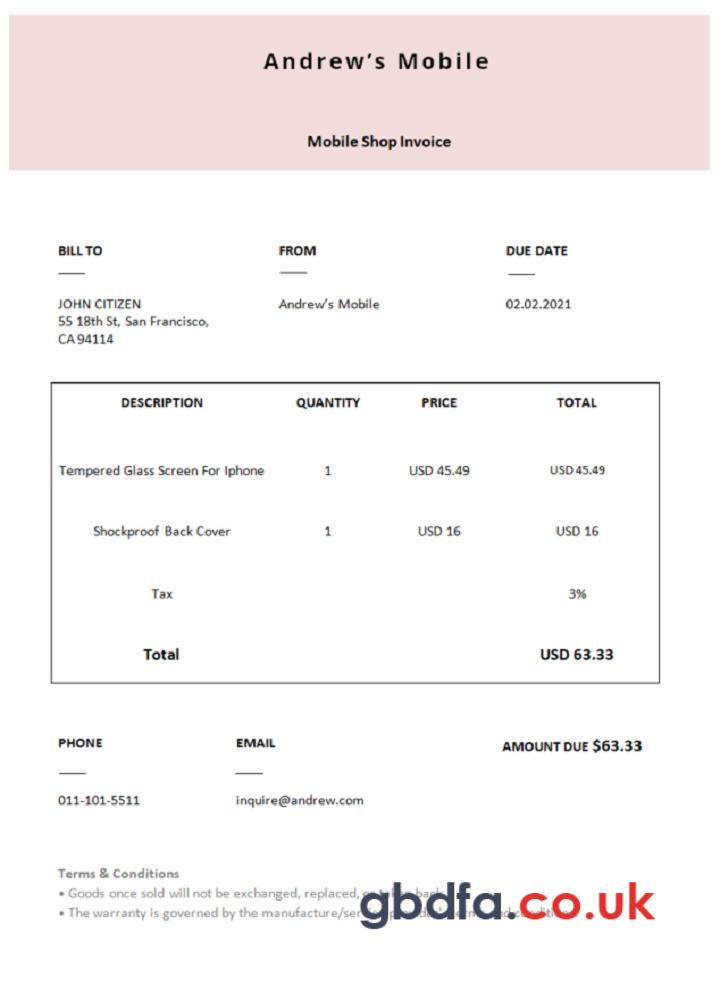 Andrew's Mobile
Mobile Shop Invoice
BILL TO
FROM
DUE DATE
JOHN CITIZEN
55 18th St, San Francisco,
CA 94114
Andrew's Mobile
02.02.2021
DESCRIPTION QUANTITY PRICE TOTAL
Tempered Glass Screen For Iphone 1 USD 45.49 USD 45.49
Shockproof Back Cover 1 USD 16 USD 16
Tax 3%
Total USD 63.33
PHONE
EMAIL
AMOUNT DUE $63.33
011-101-5511
inquire@andrew.com
Terms & Conditions
• Goods once sold will not be exchanged, replaced, or taken back
• The warranty is governed by the manufacture/ser
gbdfa.co.uk